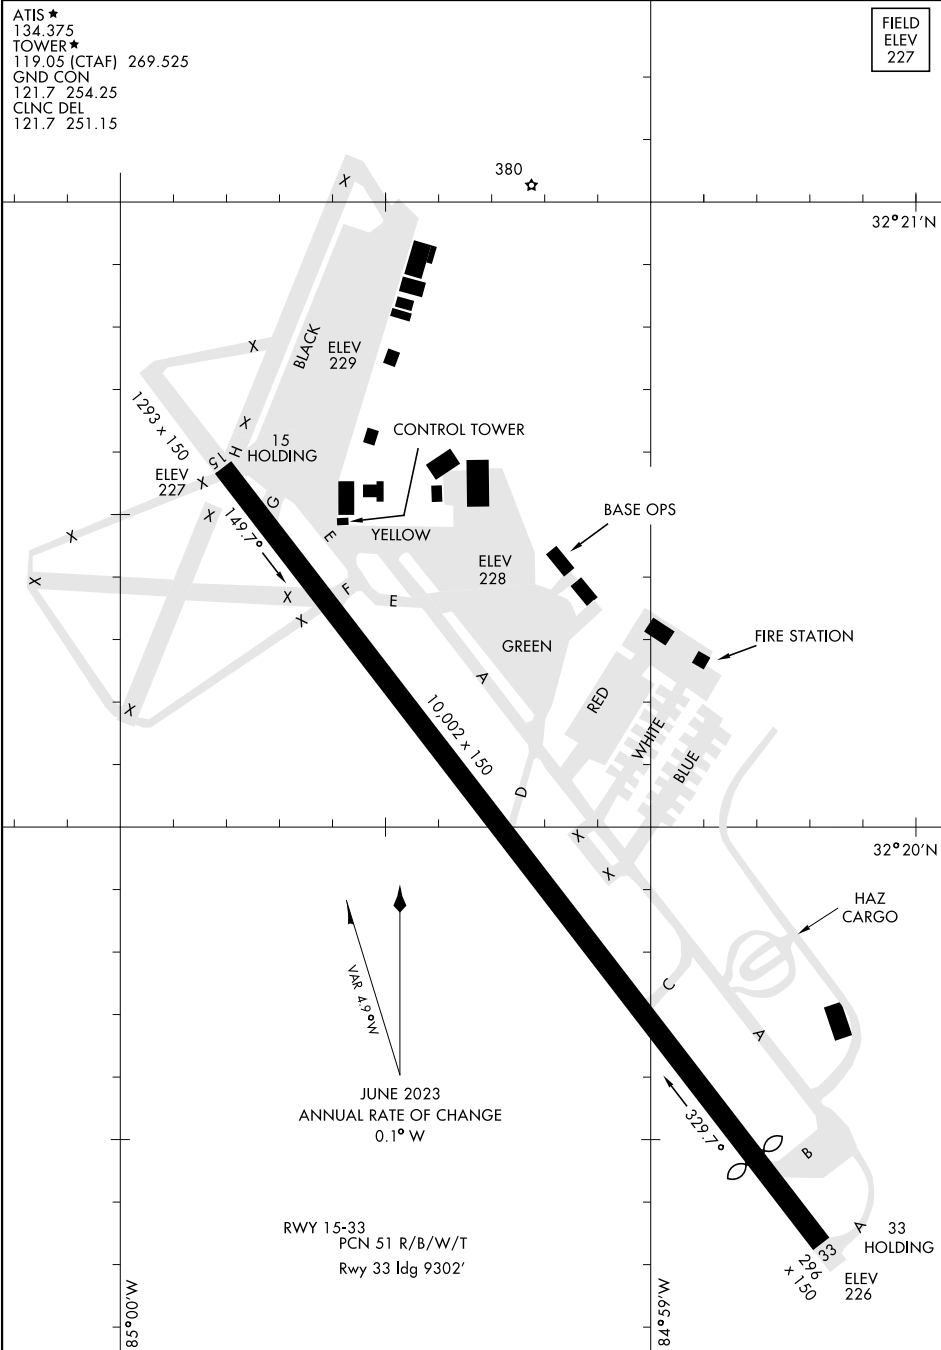 ATIS ★
134.375
TOWER ★
119.05 (CTAF) 269.525
GND CON
121.7 254.25
CLNC DEL
121.7 251.15
FIELD
ELEV
227
380
32°21'N
X
BLACK
ELEV
229
X
1293 x 150
X
H
15
HOLDING
CONTROL TOWER
15
ELEV
227
X
G
X
149.7°
E
YELLOW
BASE OPS
X
ELEV
228
X
X
F
E
X
GREEN
FIRE STATION
A
RED
X
WHITE
BLUE
10,002 x 150
D
X
32°20'N
X
HAZ
CARGO
VAR 4.9°W
C
A
JUNE 2023
ANNUAL RATE OF CHANGE
0.1° W
329.7°
B
RWY 15-33
PCN 51 R/B/W/T
Rwy 33 ldg 9302'
A
33
HOLDING
33
296
x 150
ELEV
226
85°00'W
84°59'W